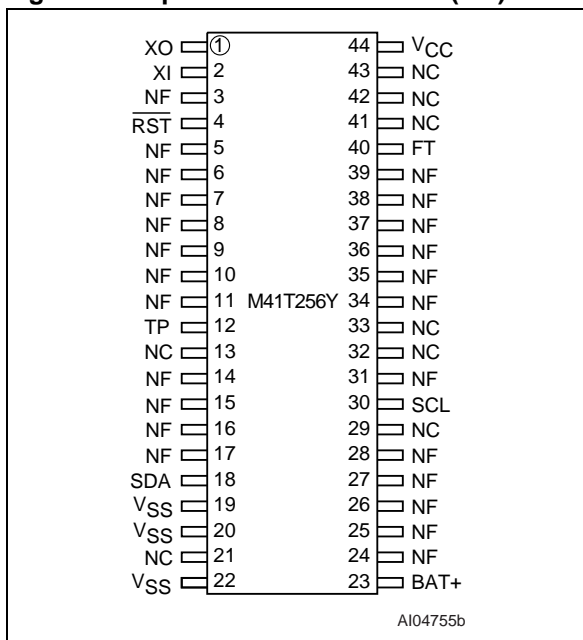 XO 1 44 VCC
XI 2 43 NC
NF 3 42 NC
RST 4 41 NC
NF 5 40 FT
NF 6 39 NF
NF 7 38 NF
NF 8 37 NF
NF 9 36 NF
NF 10 35 NF
NF 11 M41T256Y 34 NF
TP 12 33 NC
NC 13 32 NC
NF 14 31 NF
NF 15 30 SCL
NF 16 29 NC
NF 17 28 NF
SDA 18 27 NF
VSS 19 26 NF
VSS 20 25 NF
NC 21 24 NF
VSS 22 23 BAT+
AI04755b